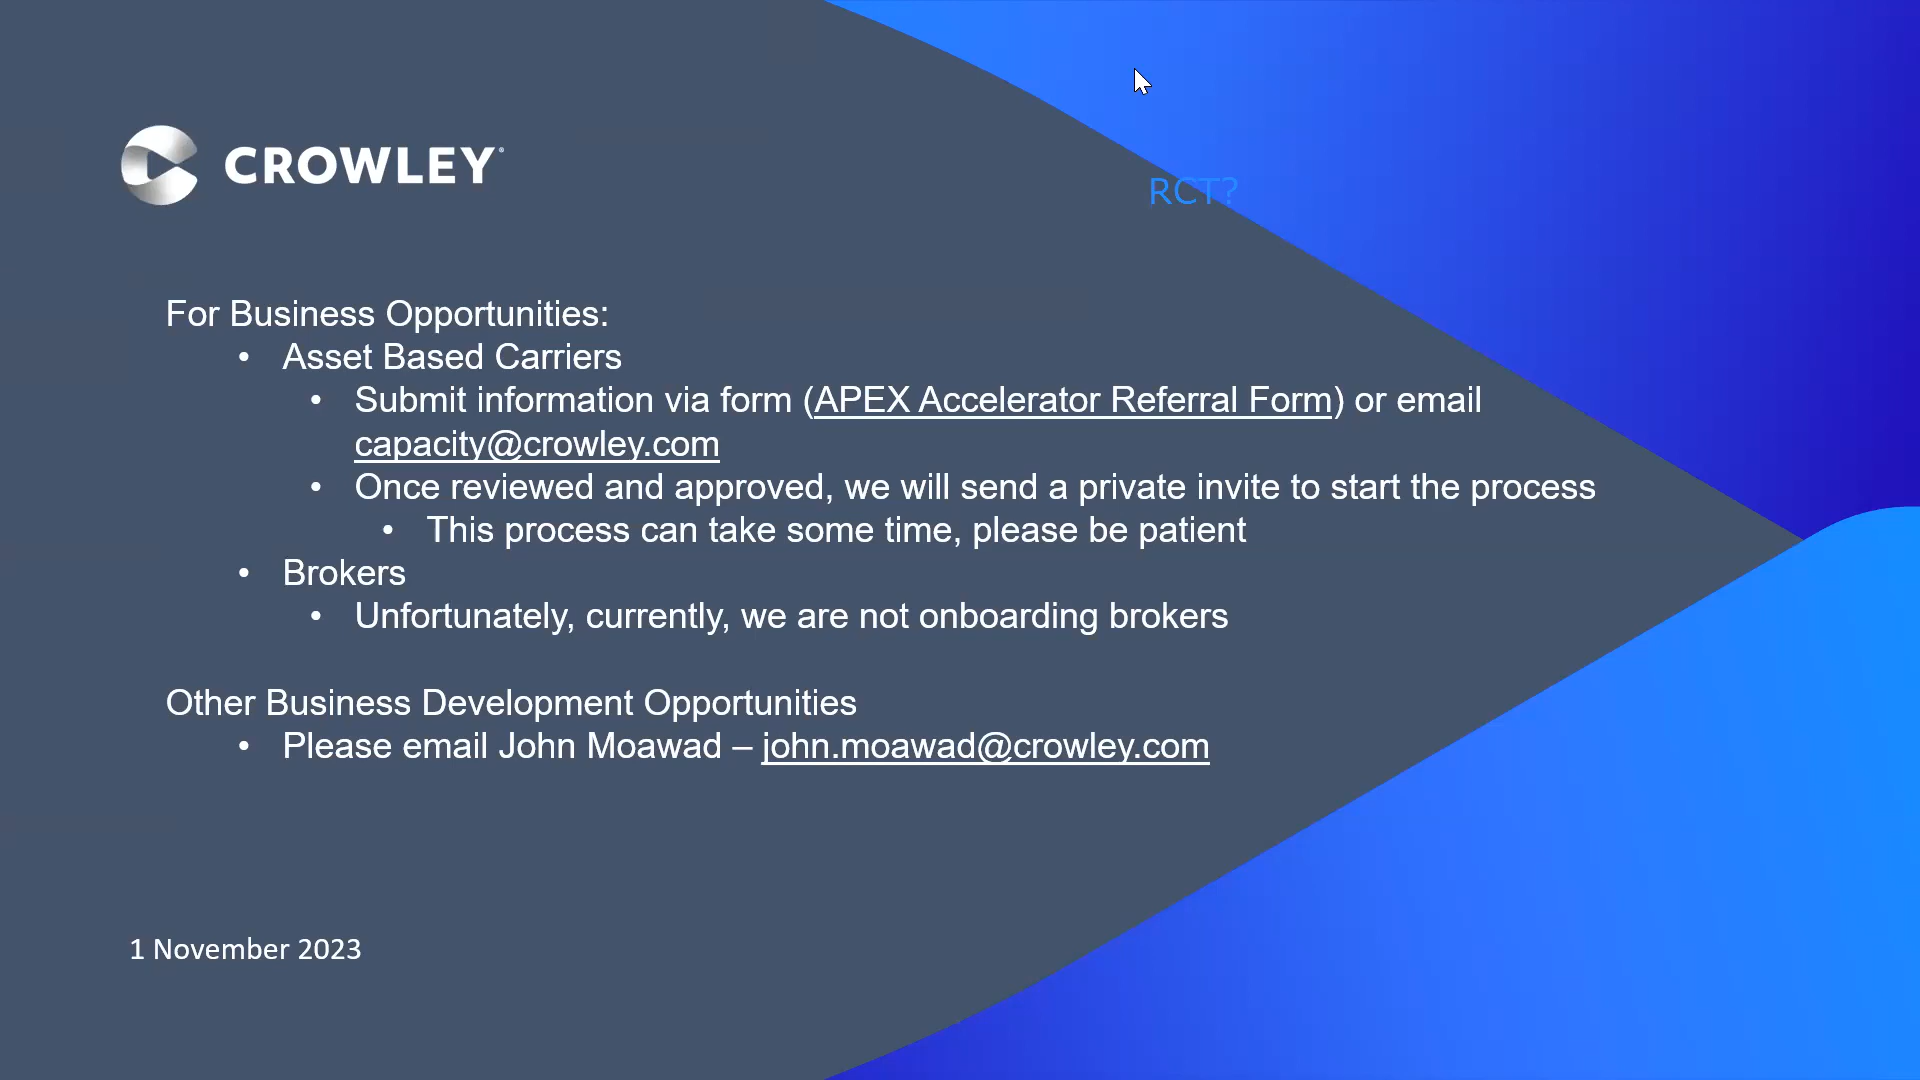 CROWLEY
RCT?
For Business Opportunities:
• Asset Based Carriers
• Submit information via form (APEX Accelerator Referral Form) or email
capacity@crowley.com
• Once reviewed and approved, we will send a private invite to start the process
• This process can take some time, please be patient
• Brokers
• Unfortunately, currently, we are not onboarding brokers
Other Business Development Opportunities
• Please email John Moawad – john.moawad@crowley.com
1 November 2023